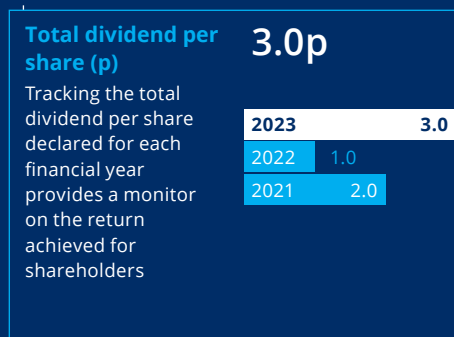 Total dividend per
share (p)
Tracking the total
dividend per share
declared for each
financial year
provides a monitor
on the return
achieved for
shareholders
3.0p
2023 3.0
2022 1.0
2021 2.0